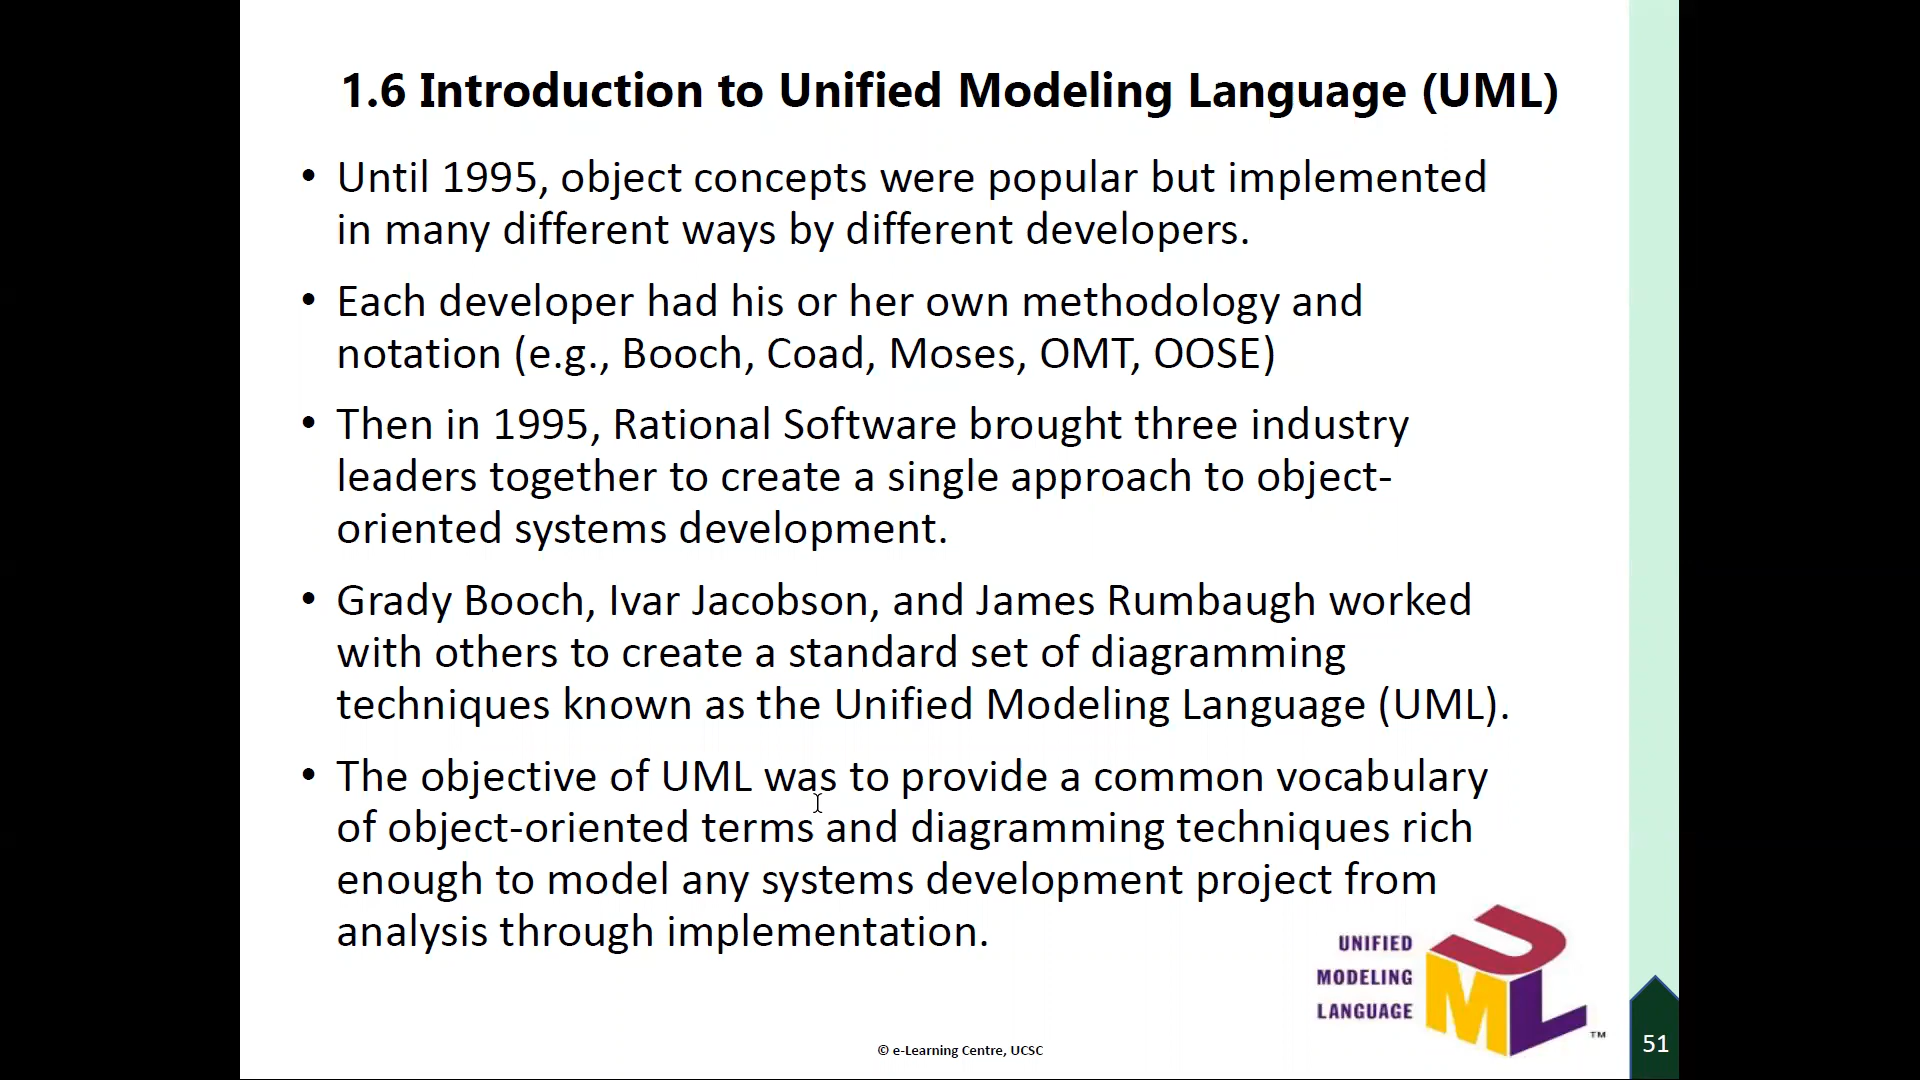 1.6 Introduction to Unified Modeling Language (UML)
• Until 1995, object concepts were popular but implemented
in many different ways by different developers.
• Each developer had his or her own methodology and
notation (e.g., Booch, Coad, Moses, OMT, OOSE)
• Then in 1995, Rational Software brought three industry
leaders together to create a single approach to object-
oriented systems development.
• Grady Booch, Ivar Jacobson, and James Rumbaugh worked
with others to create a standard set of diagramming
techniques known as the Unified Modeling Language (UML).
• The objective of UML was to provide a common vocabulary
of object-oriented terms and diagramming techniques rich
enough to model any systems development project from
analysis through implementation.
UNIFIED
MODELING
LANGUAGE
UML ™
© e-Learning Centre, UCSC
51